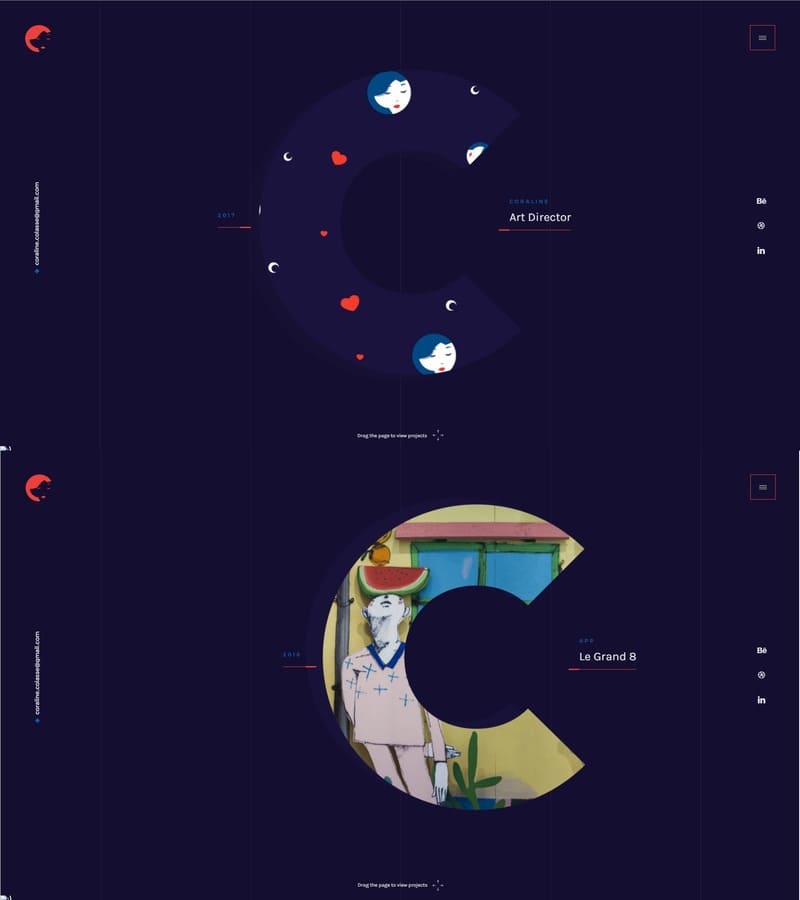 coraline.colasse@gmail.com
2017
CORALINE
Art Director
Bē
in
Drag the page to view projects
coraline.colasse@gmail.com
2016
APP
Le Grand 8
Bē
in
Drag the page to view projects